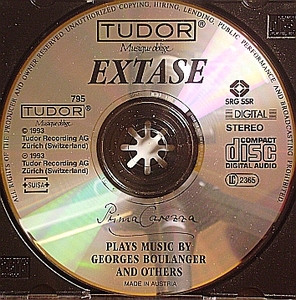 ALL RIGHTS OF THE PRODUCER AND OWNER RESERVED. UNAUTHORIZED COPYING, HIRING, LENDING, PUBLIC PERFORMANCE, AND BROADCASTING PROHIBITED.
TUDOR®
Musique oblige
EXTASE
TUDOR®
Musique oblige
795
℗ 1993
Tudor Recording AG
Zürich (Switzerland)
© 1993
Tudor Recording AG
Zürich (Switzerland)
+SUISA+
SRG SSR
DIGITAL
STEREO
COMPACT
disc
DIGITAL AUDIO
LC 2365
Prima Carezza
PLAYS MUSIC BY
GEORGES BOULANGER
AND OTHERS
MADE IN AUSTRIA